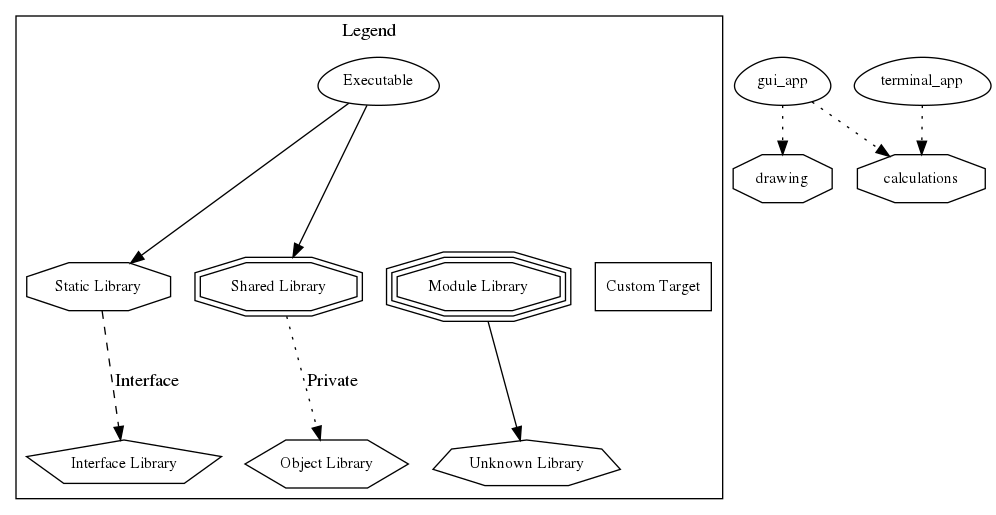 Legend
Executable
gui_app
terminal_app
drawing
calculations
Static Library
Shared Library
Module Library
Custom Target
Interface
Private
Interface Library
Object Library
Unknown Library